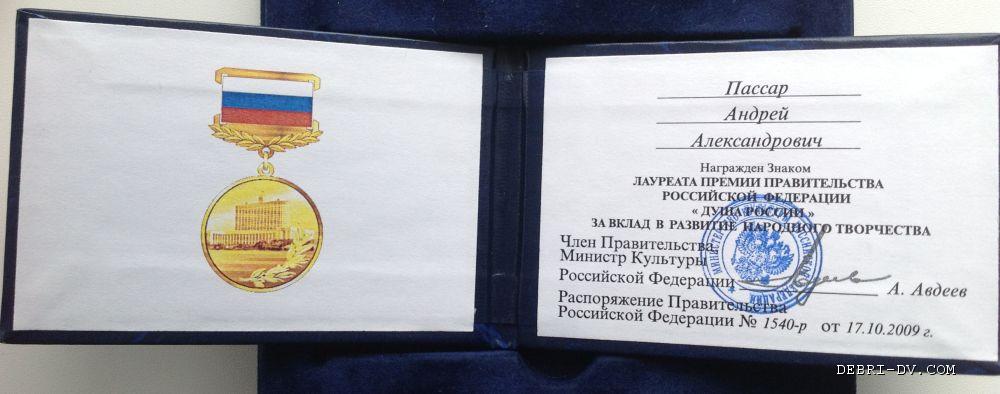 Пассар
Андрей
Александрович
Награжден Знаком
ЛАУРЕАТА ПРЕМИИ ПРАВИТЕЛЬСТВА
РОССИЙСКОЙ ФЕДЕРАЦИИ
« ДУША РОССИИ »
ЗА ВКЛАД В РАЗВИТИЕ НАРОДНОГО ТВОРЧЕСТВА
Член Правительства
Министр Культуры
Российской Федерации А. Авдеев
Распоряжение Правительства
Российской Федерации № 1540-р от 17.10.2009 г.
DEBRI-DV.COM